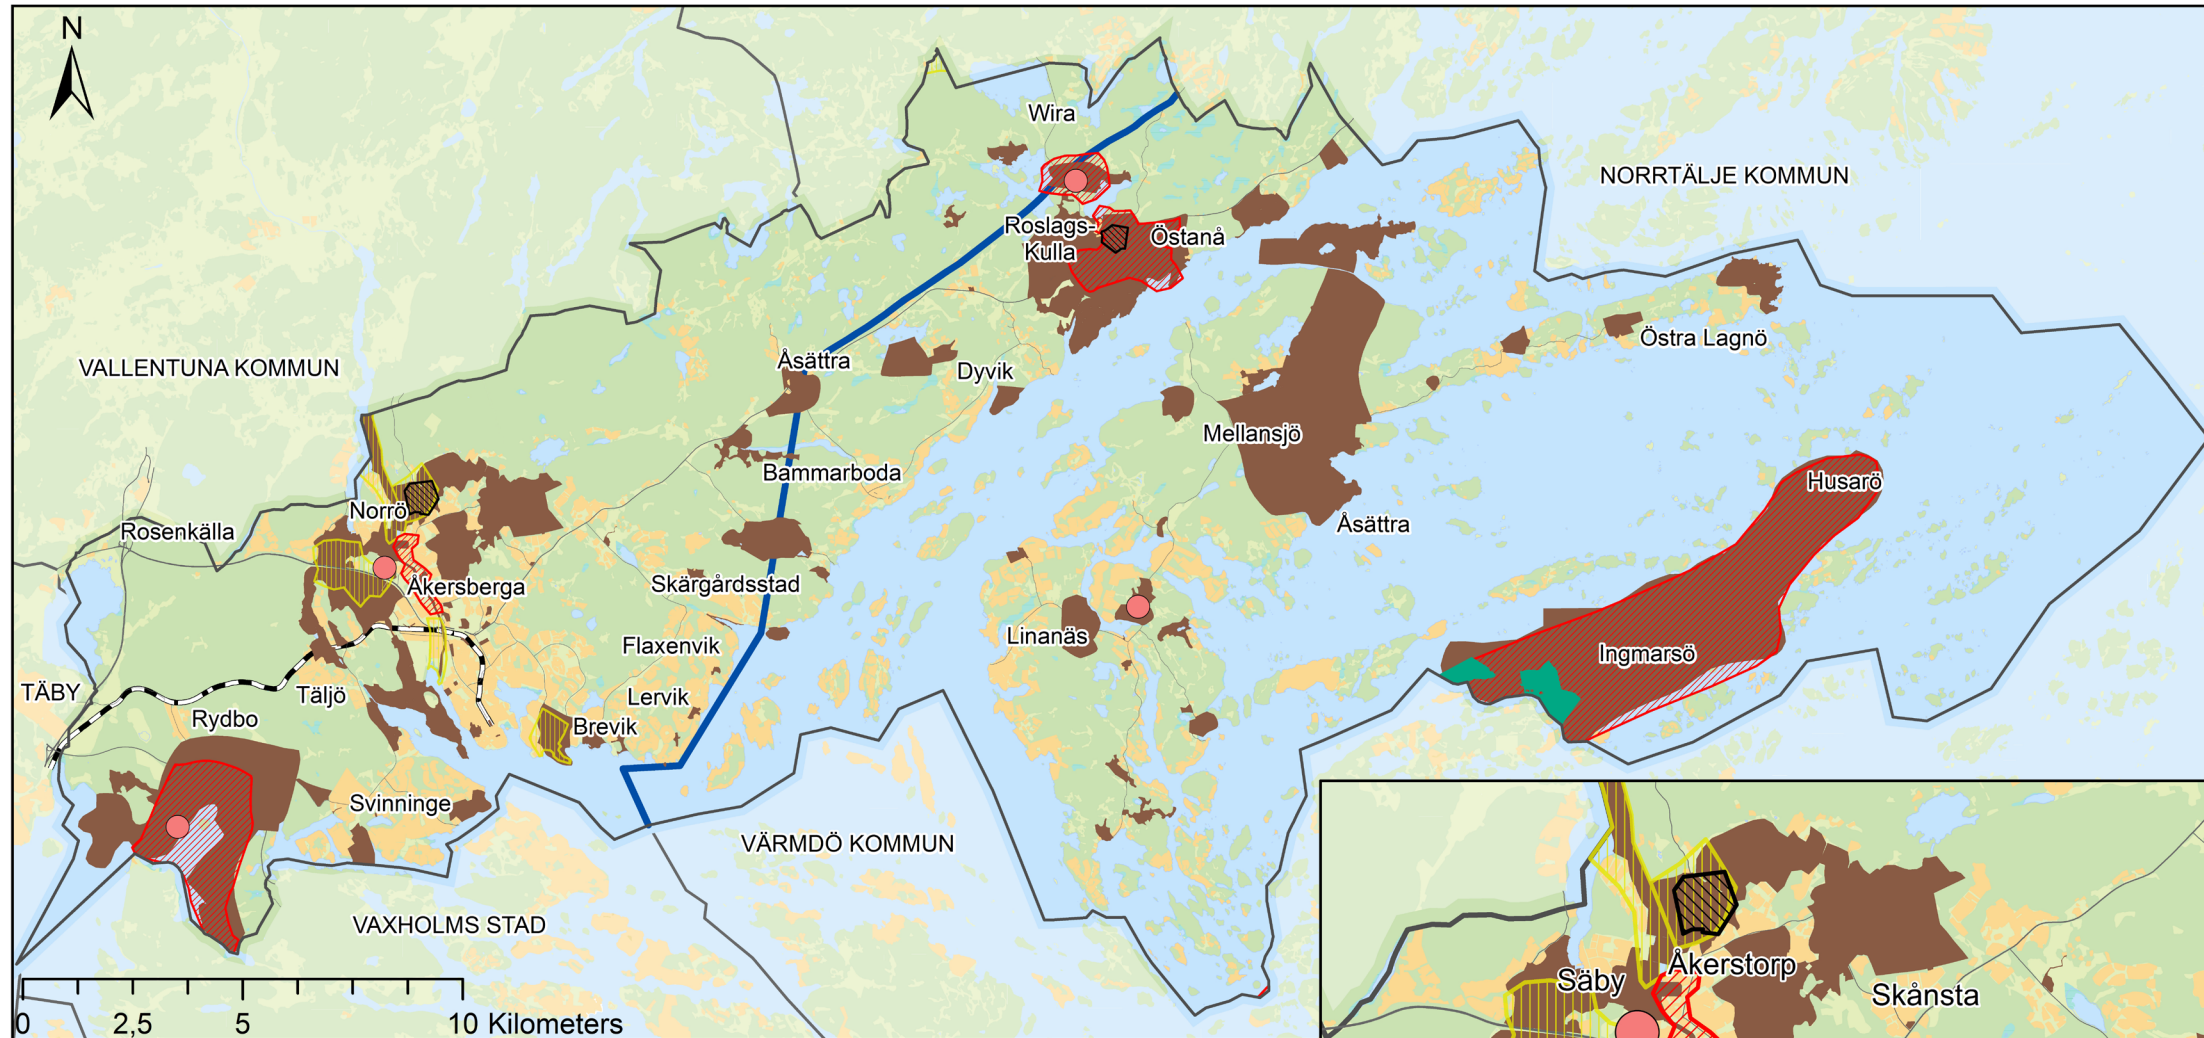 N
Wira
NORRTÄLJE KOMMUN
Roslags-
Kulla
Östanå
Östra Lagnö
VALLENTUNA KOMMUN
Åsättra
Dyvik
Mellansjö
Bammarboda
Husarö
Norrö
Åsättra
Rosenkälla
Åkersberga
Skärgårdsstad
Linanäs
Flaxenvik
Ingmarsö
TÄBY
Täljö
Lervik
Rydbo
Brevik
Svinninge
VÄRMDÖ KOMMUN
VAXHOLMS STAD
Säby
Åkerstorp
Skånsta
0 2,5 5 10 Kilometers